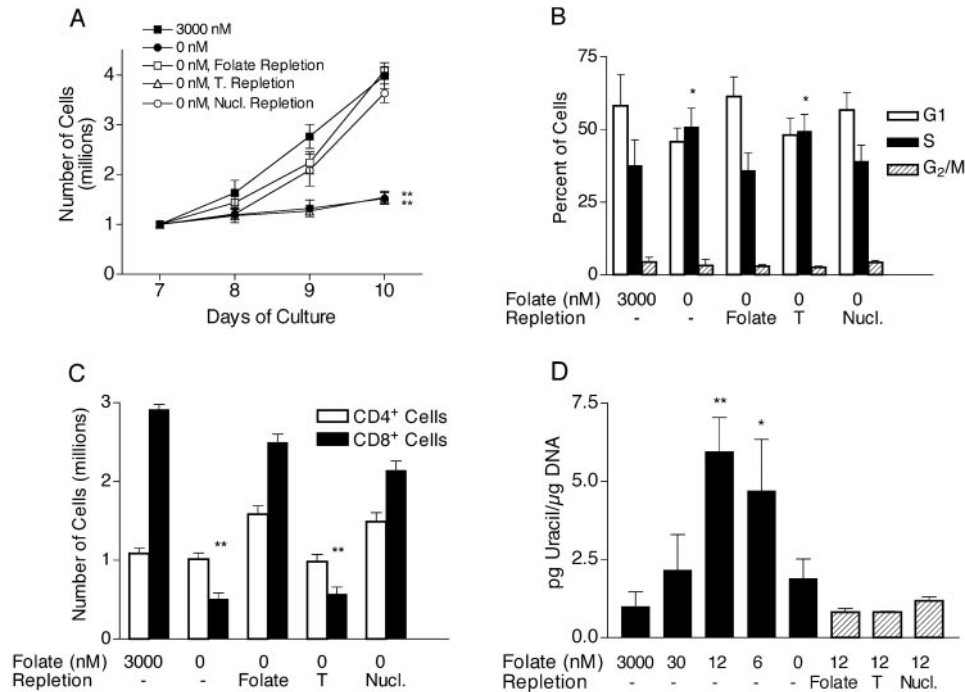 A
3000 nM
0 nM
0 nM, Folate Repletion
0 nM, T. Repletion
0 nM, Nucl. Repletion
Number of Cells
(millions)
4
3
2
1
0
**
**
7 8 9 10
Days of Culture
B
Percent of Cells
75
50
25
0
*
*
G1
S
G2/M
Folate (nM) 3000 0 0 0 0
Repletion - - Folate T Nucl.
C
Number of Cells (millions)
3
2
1
0
CD4+ Cells
CD8+ Cells
**
**
Folate (nM) 3000 0 0 0 0
Repletion - - Folate T Nucl.
D
pg Uracil/µg DNA
7.5
5.0
2.5
0.0
**
*
Folate (nM) 3000 30 12 6 0 12 12 12
Repletion - - - - - Folate T Nucl.